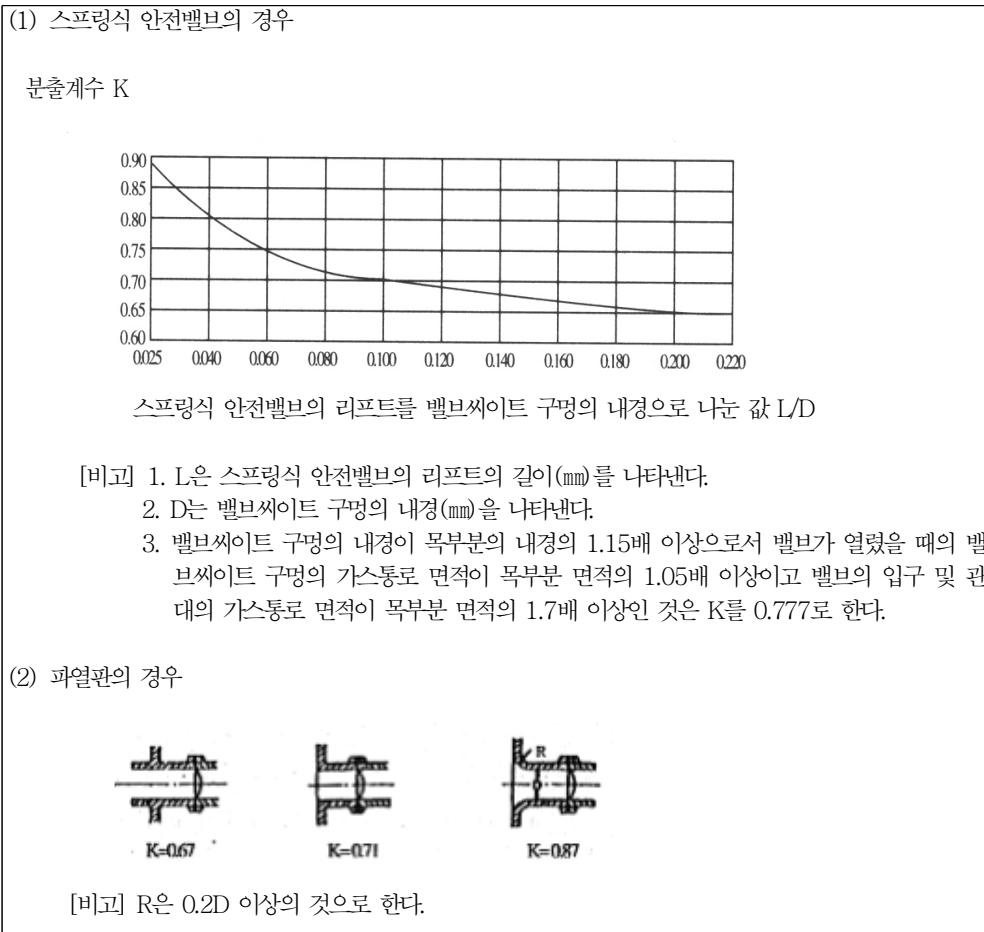 (1) 스프링식 안전밸브의 경우
분출계수 K
0.90
0.85
0.80
0.75
0.70
0.65
0.60
0.025 0.040 0.060 0.080 0.100 0.120 0.140 0.160 0.180 0.200 0.220
스프링식 안전밸브의 리프트를 밸브씨이트 구멍의 내경으로 나눈 값 L/D
[비고] 1. L은 스프링식 안전밸브의 리프트의 길이(㎜)를 나타낸다.
2. D는 밸브씨이트 구멍의 내경(㎜)을 나타낸다.
3. 밸브씨이트 구멍의 내경이 목부분의 내경의 1.15배 이상으로서 밸브가 열렸을 때의 밸
브씨이트 구멍의 가스통로 면적이 목부분 면적의 1.05배 이상이고 밸브의 입구 및 관
대의 가스통로 면적이 목부분 면적의 1.7배 이상인 것은 K를 0.777로 한다.
(2) 파열판의 경우
R
D
K=0.67 K=0.71 K=0.87
[비고] R은 0.2D 이상의 것으로 한다.